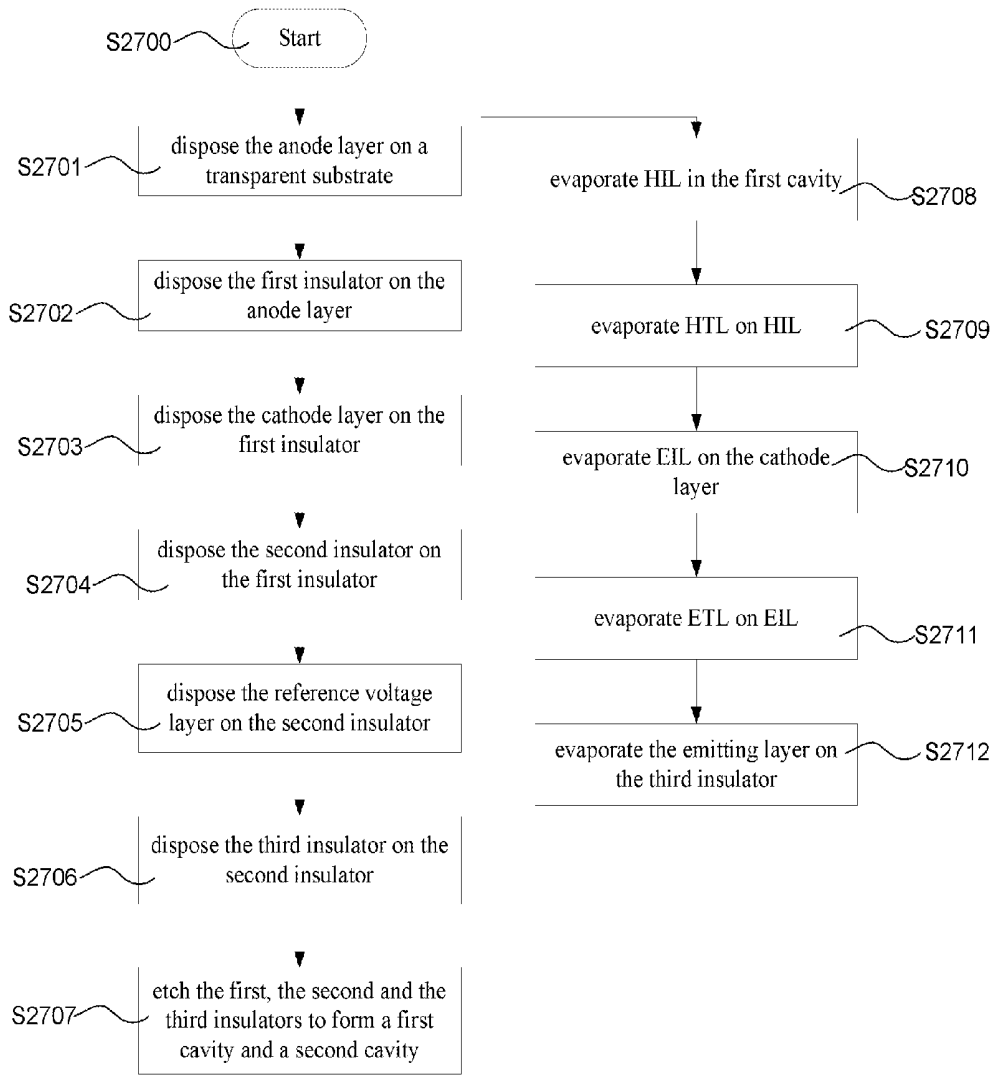 S2700
Start
S2701
dispose the anode layer on a
transparent substrate
S2702
dispose the first insulator on the
anode layer
S2703
dispose the cathode layer on the
first insulator
S2704
dispose the second insulator on
the first insulator
S2705
dispose the reference voltage
layer on the second insulator
S2706
dispose the third insulator on the
second insulator
S2707
etch the first, the second and the
third insulators to form a first
cavity and a second cavity
evaporate HIL in the first cavity
S2708
evaporate HTL on HIL
S2709
evaporate EIL on the cathode
layer
S2710
evaporate ETL on EIL
S2711
evaporate the emitting layer on
the third insulator
S2712